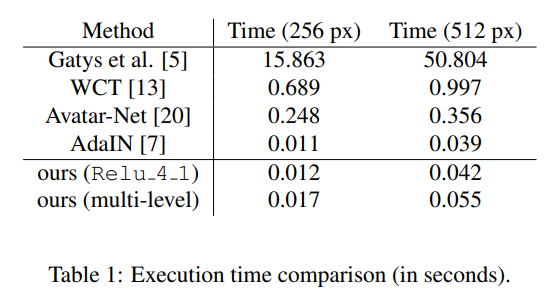 Method Time (256 px) Time (512 px)
Gatys et al. [5] 15.863 50.804
WCT [13] 0.689 0.997
Avatar-Net [20] 0.248 0.356
AdaIN [7] 0.011 0.039
ours (Relu_4_1) 0.012 0.042
ours (multi-level) 0.017 0.055
Table 1: Execution time comparison (in seconds).